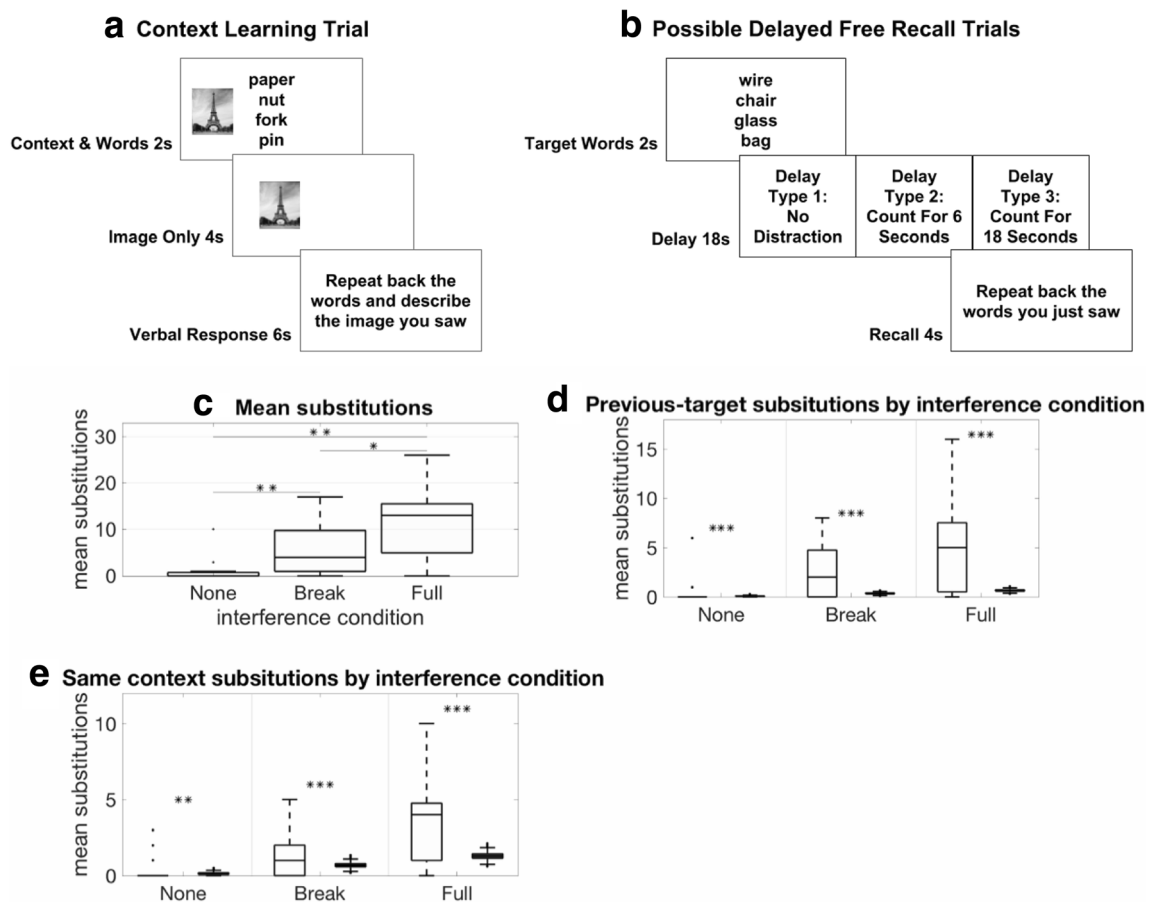 a Context Learning Trial
paper
nut
fork
pin
Context & Words 2s
Image Only 4s
Repeat back the
words and describe
the image you saw
Verbal Response 6s
b Possible Delayed Free Recall Trials
wire
chair
glass
bag
Target Words 2s
Delay
Type 1:
No
Distraction
Delay
Type 2:
Count For 6
Seconds
Delay
Type 3:
Count For
18 Seconds
Delay 18s
Repeat back the
words you just saw
Recall 4s
c Mean substitutions
mean substitutions
30
20
10
0
* *
*
* *
None Break Full
interference condition
d Previous-target subsitutions by interference condition
mean substitutions
15
10
5
0
***
***
***
None Break Full
e Same context subsitutions by interference condition
mean substitutions
10
5
0
**
***
***
None Break Full